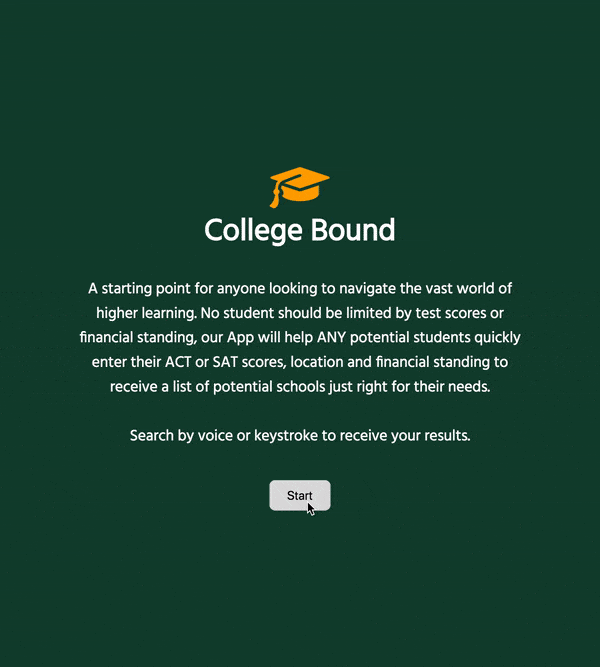 College Bound
A starting point for anyone looking to navigate the vast world of
higher learning. No student should be limited by test scores or
financial standing, our App will help ANY potential students quickly
enter their ACT or SAT scores, location and financial standing to
receive a list of potential schools just right for their needs.
Search by voice or keystroke to receive your results.
Start